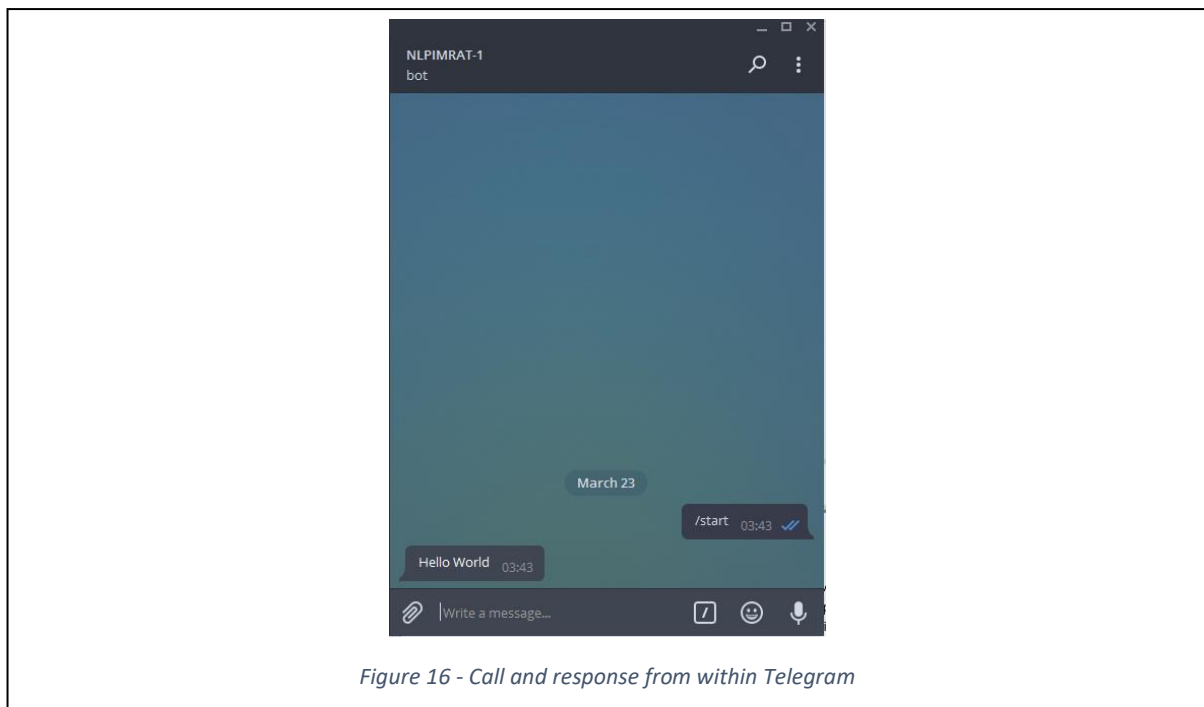 NLPIMRAT-1
bot
March 23
/start 03:43
Hello World 03:43
Write a message...
Figure 16 - Call and response from within Telegram